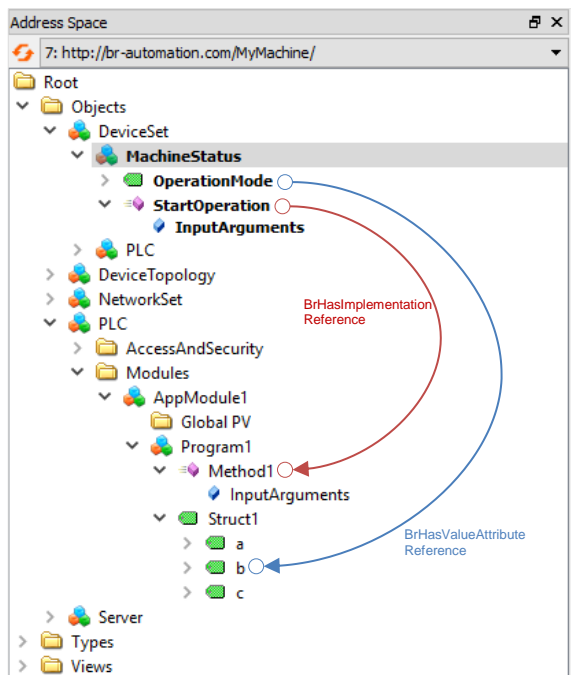 Address Space
7: http://br-automation.com/MyMachine/
Root
Objects
DeviceSet
MachineStatus
OperationMode
StartOperation
InputArguments
PLC
DeviceTopology
NetworkSet
BrHasImplementation
Reference
PLC
AccessAndSecurity
Modules
AppModule1
Global PV
Program1
Method1
InputArguments
Struct1
BrHasValueAttribute
Reference
a
b
c
Server
Types
Views